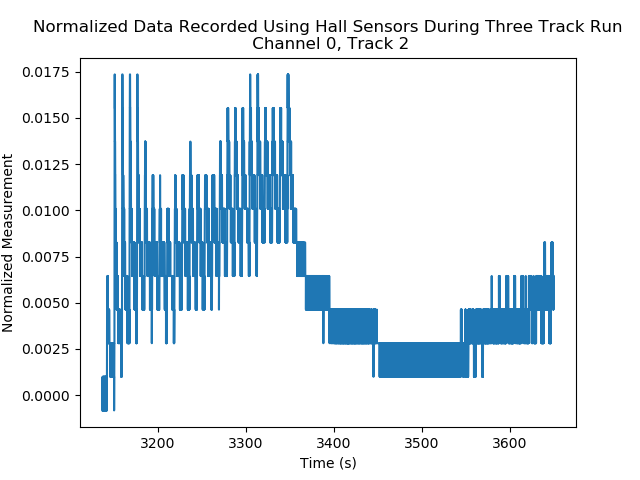 Normalized Data Recorded Using Hall Sensors During Three Track Run
Channel 0, Track 2
0.0175
0.0150
0.0125
0.0100
0.0075
0.0050
0.0025
0.0000
Normalized Measurement
3200 3300 3400 3500 3600
Time (s)